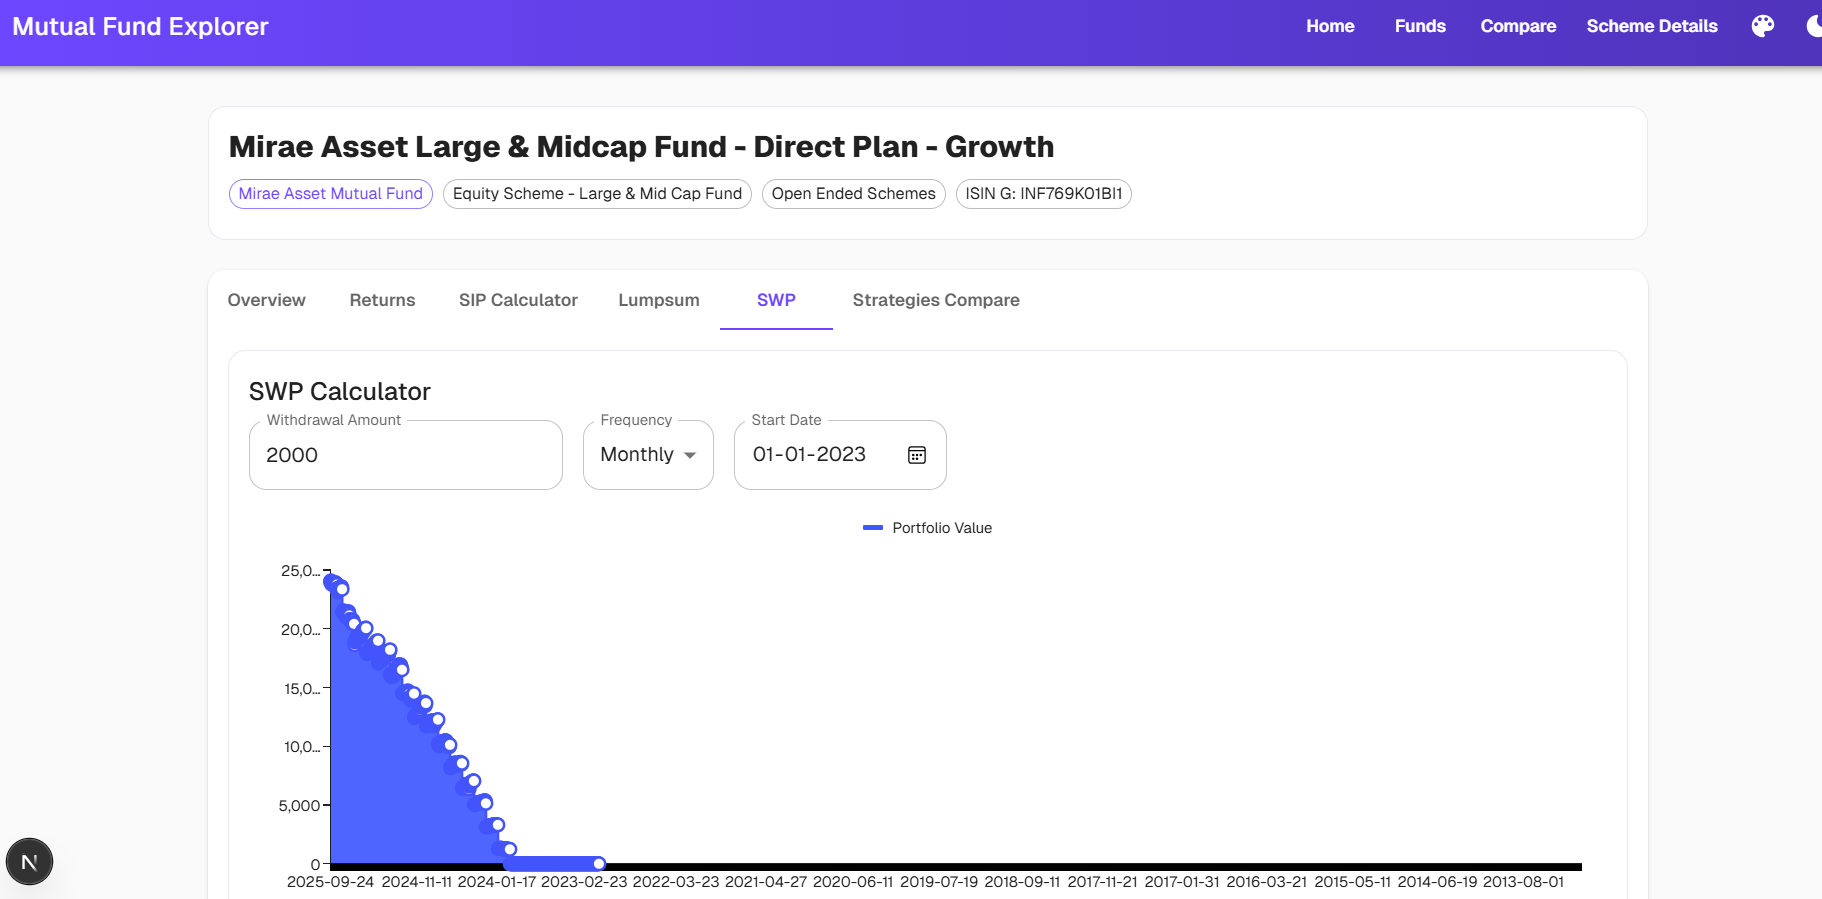 Mutual Fund Explorer
Home Funds Compare Scheme Details
Mirae Asset Large & Midcap Fund - Direct Plan - Growth
Mirae Asset Mutual Fund Equity Scheme - Large & Mid Cap Fund Open Ended Schemes ISIN G: INF769K01BI1
Overview Returns SIP Calculator Lumpsum SWP Strategies Compare
SWP Calculator
Withdrawal Amount Frequency Start Date
2000 Monthly 01-01-2023
Portfolio Value
25,0...
20,0...
15,0...
10,0...
5,000
0
2025-09-24 2024-11-11 2024-01-17 2023-02-23 2022-03-23 2021-04-27 2020-06-11 2019-07-19 2018-09-11 2017-11-21 2017-01-31 2016-03-21 2015-05-11 2014-06-19 2013-08-01
N